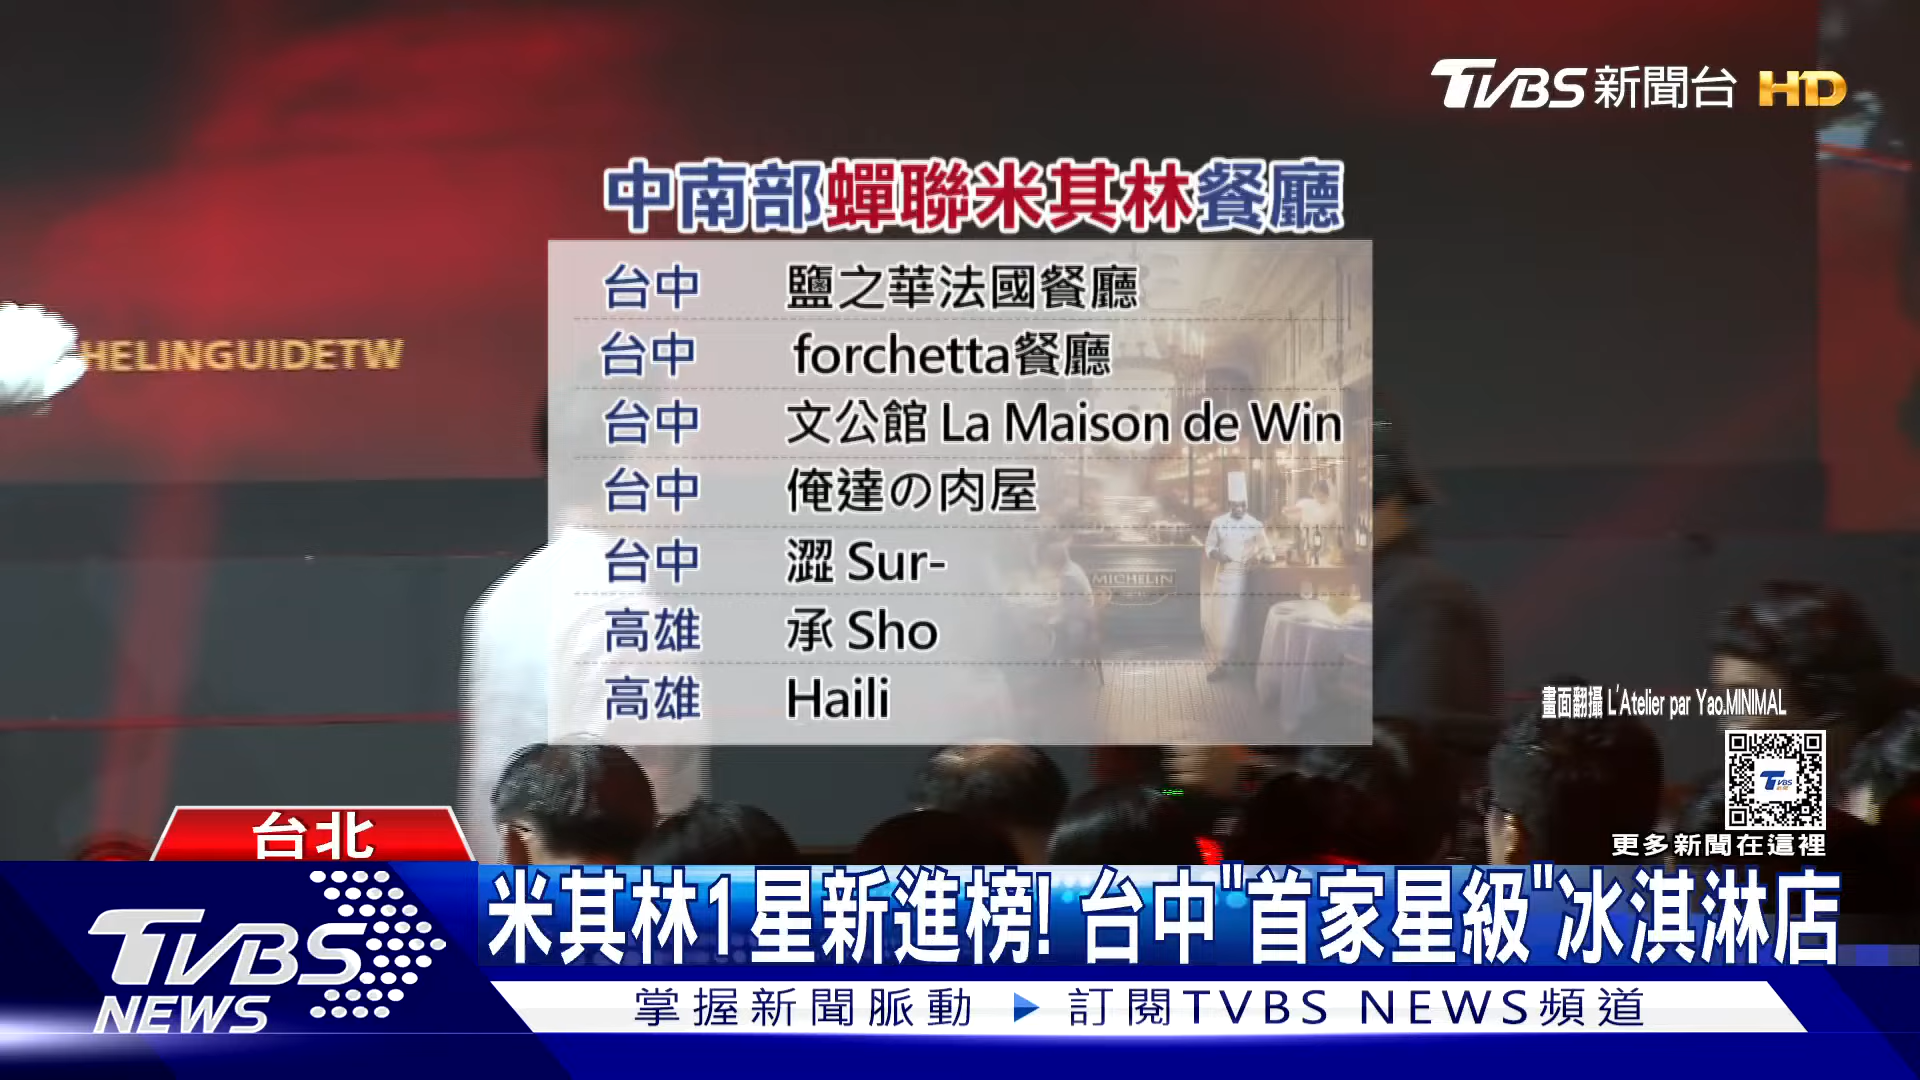 TVBS新聞台 HD
中南部蟬聯米其林餐廳
台中 鹽之華法國餐廳
台中 forchetta餐廳
HELINGUIDETW
台中 文公館 La Maison de Win
台中 俺達の肉屋
台中 澀 Sur-
MICHELIN
高雄 承 Sho
高雄 Haili
畫面翻攝 L'Atelier par Yao.MINIMAL
TVBS
更多新聞在這裡
台北
米其林1星新進榜! 台中"首家星級"冰淇淋店
TVBS
NEWS
掌握新聞脈動 ▶ 訂閱TVBS NEWS頻道